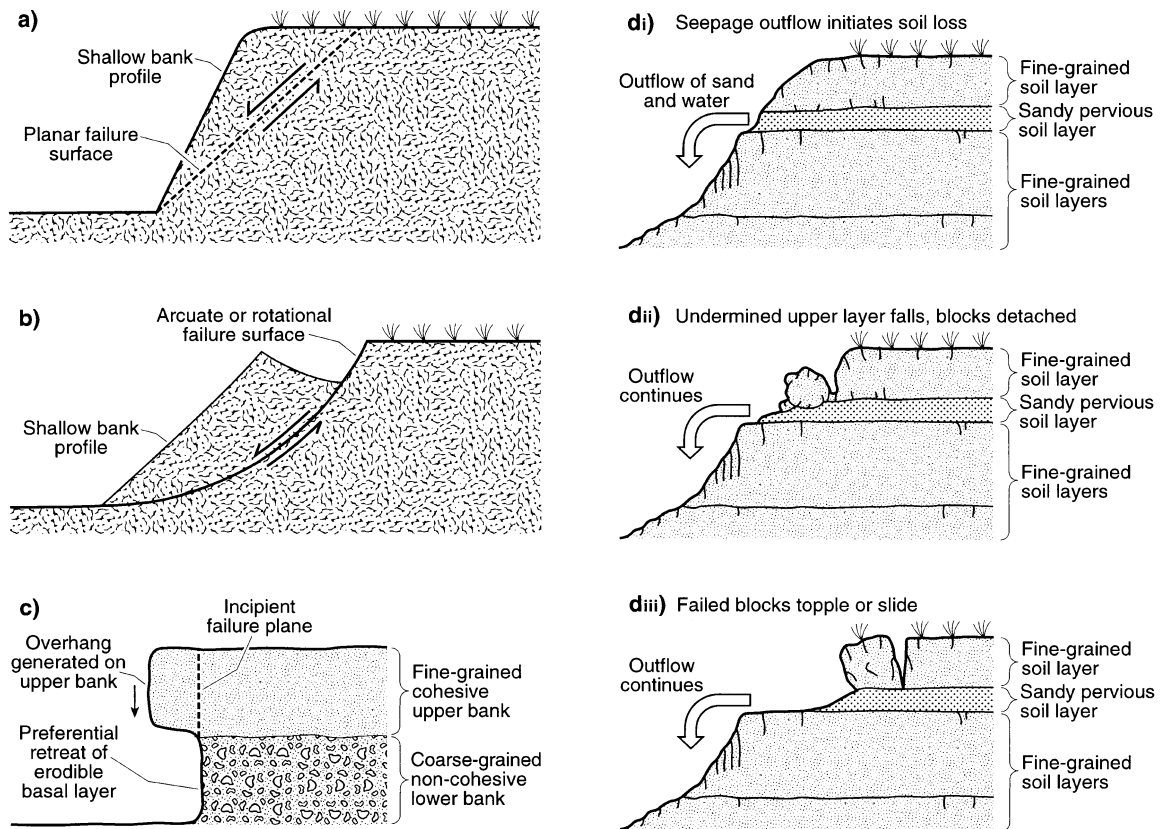 a)
Shallow bank
profile
Planar failure
surface
b)
Arcuate or rotational
failure surface
Shallow bank
profile
c)
Incipient
failure plane
Overhang
generated on
upper bank
Preferential
retreat of
erodible
basal layer
Fine-grained
cohesive
upper bank
Coarse-grained
non-cohesive
lower bank
di) Seepage outflow initiates soil loss
Outflow of sand
and water
Fine-grained
soil layer
Sandy pervious
soil layer
Fine-grained
soil layers
dii) Undermined upper layer falls, blocks detached
Outflow
continues
Fine-grained
soil layer
Sandy pervious
soil layer
Fine-grained
soil layers
diii) Failed blocks topple or slide
Outflow
continues
Fine-grained
soil layer
Sandy pervious
soil layer
Fine-grained
soil layers